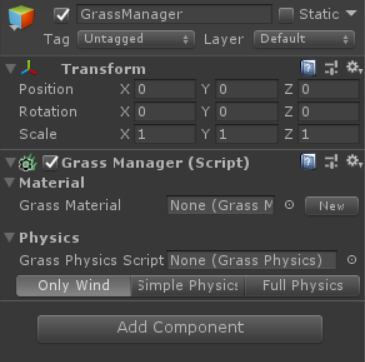 GrassManager Static
Tag Untagged Layer Default
Transform
Position X 0 Y 0 Z 0
Rotation X 0 Y 0 Z 0
Scale X 1 Y 1 Z 1
Grass Manager (Script)
Material
Grass Material None (Grass M New
Physics
Grass Physics Script None (Grass Physics)
Only Wind Simple Physics Full Physics
Add Component